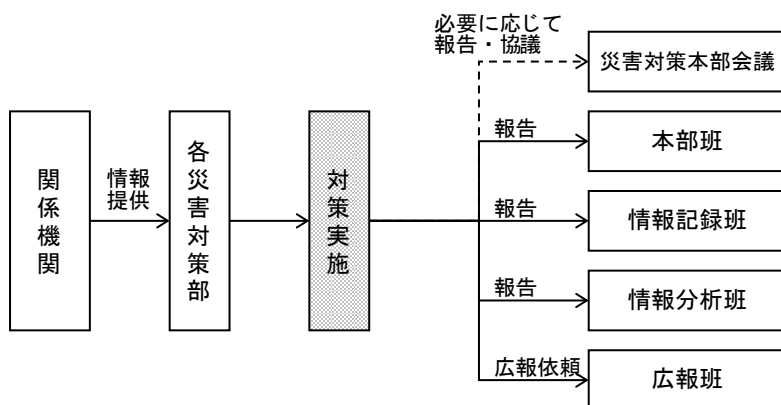 必要に応じて
報告・協議
災害対策本部会議
関係機関
情報
提供
各災害対策部
対策実施
報告
本部班
報告
情報記録班
報告
情報分析班
広報依頼
広報班